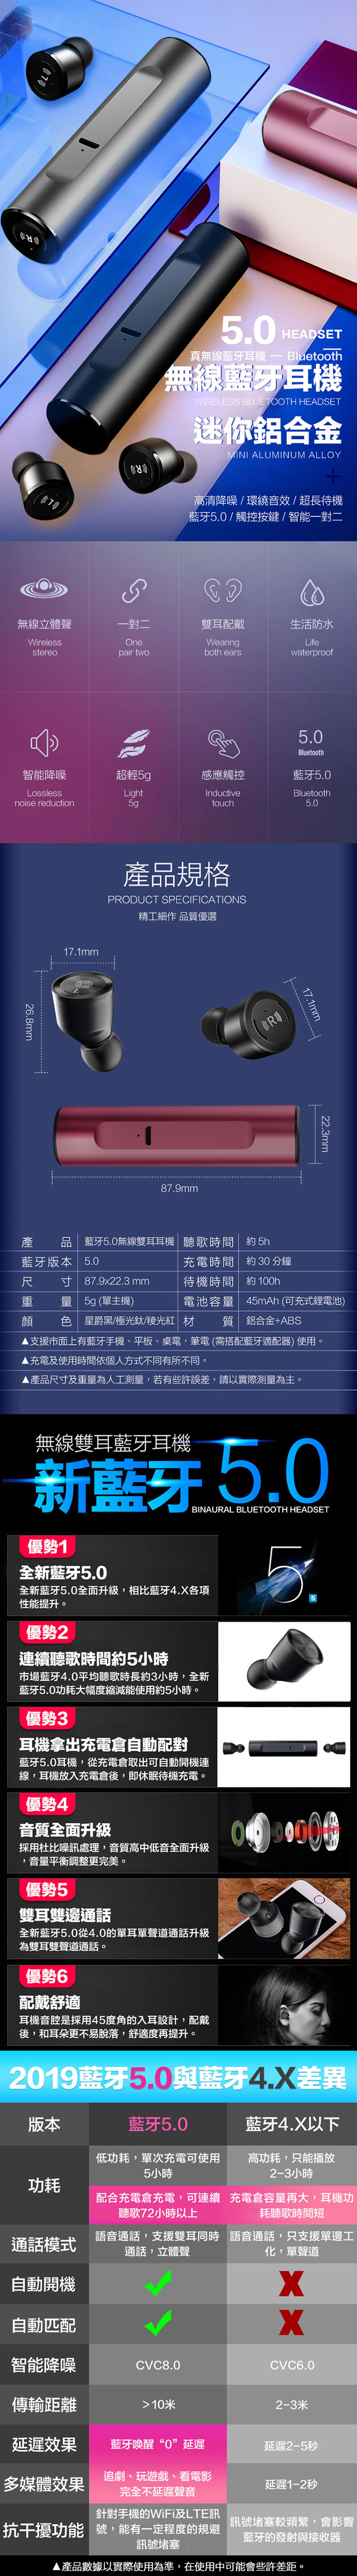 5.0 HEADSET
真無線藍牙耳機 — Bluetooth
無線藍牙耳機
WIRELESS BLUETOOTH HEADSET
迷你鋁合金
MINI ALUMINUM ALLOY
高清降噪 / 環繞音效 / 超長待機
藍牙5.0 / 觸控按鍵 / 智能一對二
無線立體聲
Wireless
stereo
一對二
One
pair two
雙耳配戴
Wearing
both ears
生活防水
Life
waterproof
智能降噪
Lossless
noise reduction
超輕5g
Light
5g
感應觸控
Inductive
touch
5.0
Bluetooth
藍牙5.0
Bluetooth
5.0
產品規格
PRODUCT SPECIFICATIONS
精工細作 品質優選
17.1mm
26.8mm
17.1mm
22.3mm
87.9mm
產品 藍牙5.0無線雙耳耳機 聽歌時間 約 5h
藍牙版本 5.0 充電時間 約 30 分鐘
尺寸 87.9x22.3 mm 待機時間 約 100h
重量 5g (單主機) 電池容量 45mAh (可充式鋰電池)
顏色 星爵黑/極光鈦/稜光紅 材質 鋁合金+ABS
▲支援市面上有藍牙手機、平板、桌電，筆電 (需搭配藍牙適配器) 使用。
▲充電及使用時間依個人方式不同有所不同。
▲產品尺寸及重量為人工測量，若有些許誤差，請以實際測量為主。
無線雙耳藍牙耳機
新藍牙5.0
BINAURAL BLUETOOTH HEADSET
優勢1
全新藍牙5.0
全新藍牙5.0全面升級，相比藍牙4.X各項
性能提升。
優勢2
連續聽歌時間約5小時
市場藍牙4.0平均聽歌時長約3小時，全新
藍牙5.0功耗大幅度縮減能使用約5小時。
優勢3
耳機拿出充電倉自動配對
藍牙5.0耳機，從充電倉取出可自動開機連
線，耳機放入充電倉後，即休眠待機充電。
優勢4
音質全面升級
採用杜比噪訊處理，音質高中低音全面升級
，音量平衡調整更完美。
優勢5
雙耳雙邊通話
全新藍牙5.0從4.0的單耳單聲道通話升級
為雙耳雙聲道通話。
優勢6
配戴舒適
耳機音腔是採用45度角的入耳設計，配戴
後，和耳朵更不易脫落，舒適度再提升。
2019藍牙5.0與藍牙4.X差異
版本 藍牙5.0 藍牙4.X以下
功耗
低功耗，單次充電可使用
5小時
高功耗，只能播放
2-3小時
配合充電倉充電，可連續
聽歌72小時以上
充電倉容量再大，耳機功
耗聽歌時間短
通話模式
語音通話，支援雙耳同時
通話，立體聲
語音通話，只支援單邊工
化，單聲道
自動開機
自動匹配
智能降噪 CVC8.0 CVC6.0
傳輸距離 >10米 2-3米
延遲效果 藍牙喚醒“0”延遲 延遲2-5秒
多媒體效果
追劇、玩遊戲、看電影
完全不延遲聲音
延遲1-2秒
抗干擾功能
針對手機的WiFi及LTE訊
號，能有一定程度的規避
訊號堵塞
訊號堵塞較頻繁，會影響
藍牙的發射與接收器
▲產品數據以實際使用為準，在使用中可能會些許差距。